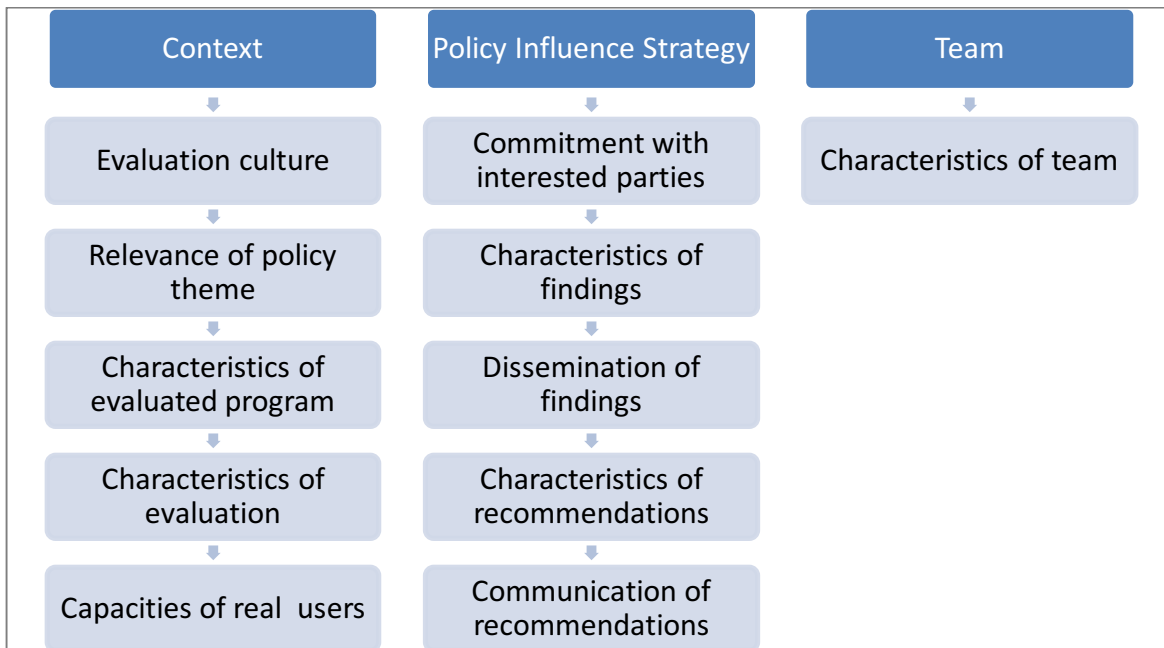 Context
Evaluation culture
Relevance of policy
theme
Characteristics of
evaluated program
Characteristics of
evaluation
Capacities of real users
Policy Influence Strategy
Commitment with
interested parties
Characteristics of
findings
Dissemination of
findings
Characteristics of
recommendations
Communication of
recommendations
Team
Characteristics of team